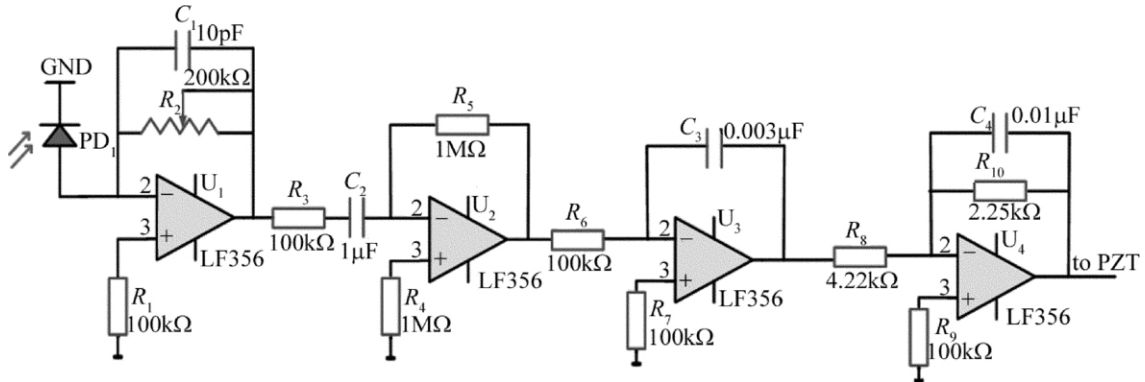 C₁ 10pF
GND
200kΩ
R₂
PD₁
2
3
U₁
LF356
R₁
100kΩ
R₃
100kΩ
C₂
1μF
R₅
1MΩ
2
3
U₂
LF356
R₄
1MΩ
R₆
100kΩ
C₃ 0.003μF
2
3
U₃
LF356
R₇
100kΩ
R₈
4.22kΩ
C₄ 0.01μF
R₁₀
2.25kΩ
2
3
U₄
LF356
R₉
100kΩ
to PZT